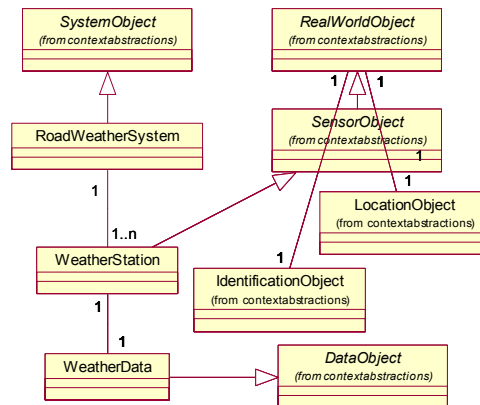 SystemObject
(from contextabstractions)
RealWorldObject
(from contextabstractions)
1
1
RoadWeatherSystem
SensorObject
(from contextabstractions)
1
1
1
LocationObject
(from contextabstractions)
1..n
WeatherStation
1
IdentificationObject
(from contextabstractions)
1
1
WeatherData
DataObject
(from contextabstractions)